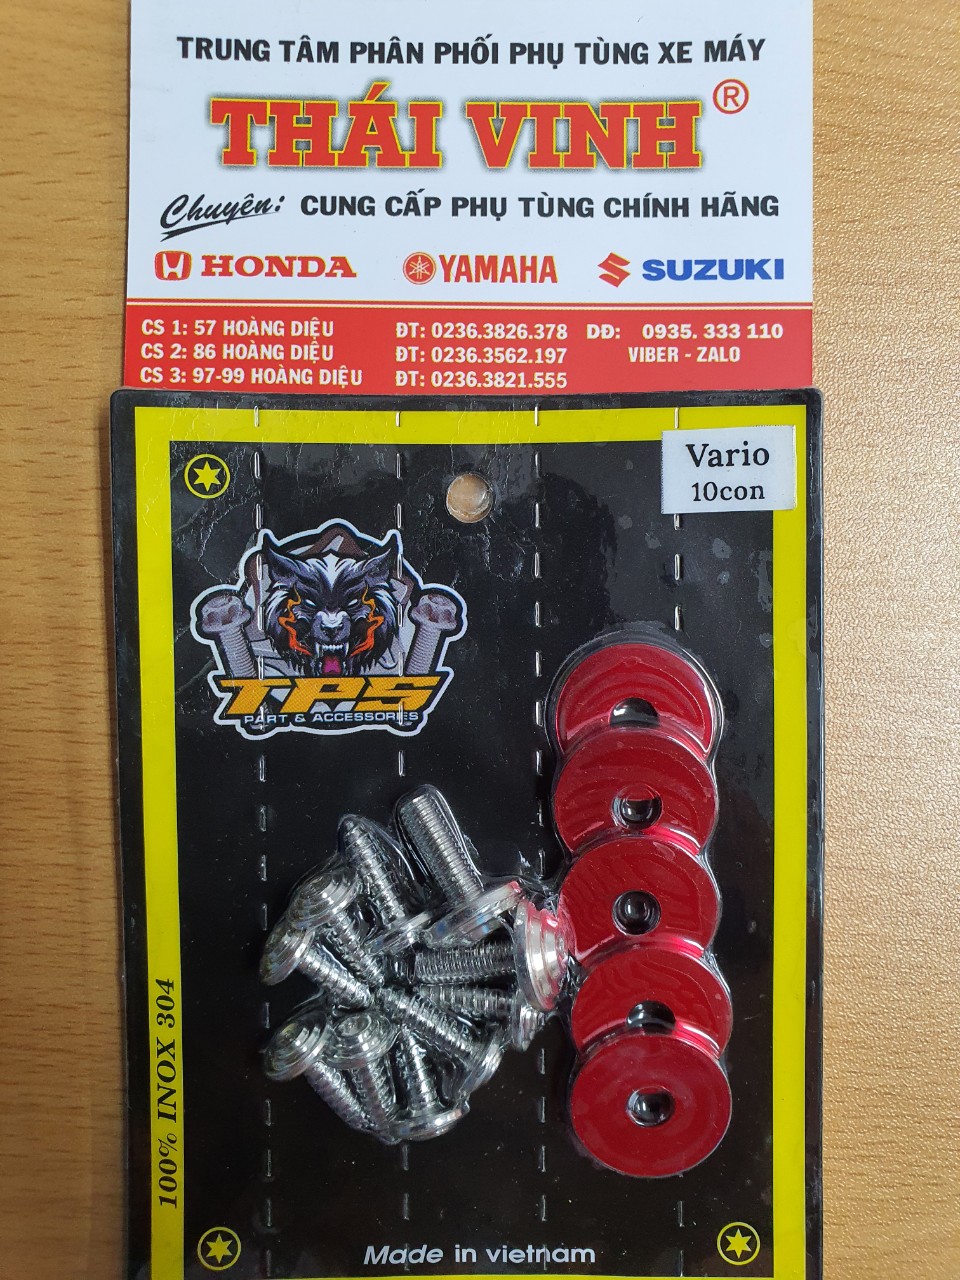 TRUNG TÂM PHÂN PHỐI PHỤ TÙNG XE MÁY
THÁI VINH ®
Chuyên: CUNG CẤP PHỤ TÙNG CHÍNH HÃNG
HONDA YAMAHA SUZUKI
CS 1: 57 HOÀNG DIỆU ĐT: 0236.3826.378 DĐ: 0935. 333 110
CS 2: 86 HOÀNG DIỆU ĐT: 0236.3562.197 VIBER - ZALO
CS 3: 97-99 HOÀNG DIỆU ĐT: 0236.3821.555
Vario
10con
TPS
PART & ACCESSORIES
100% INOX 304
Made in vietnam